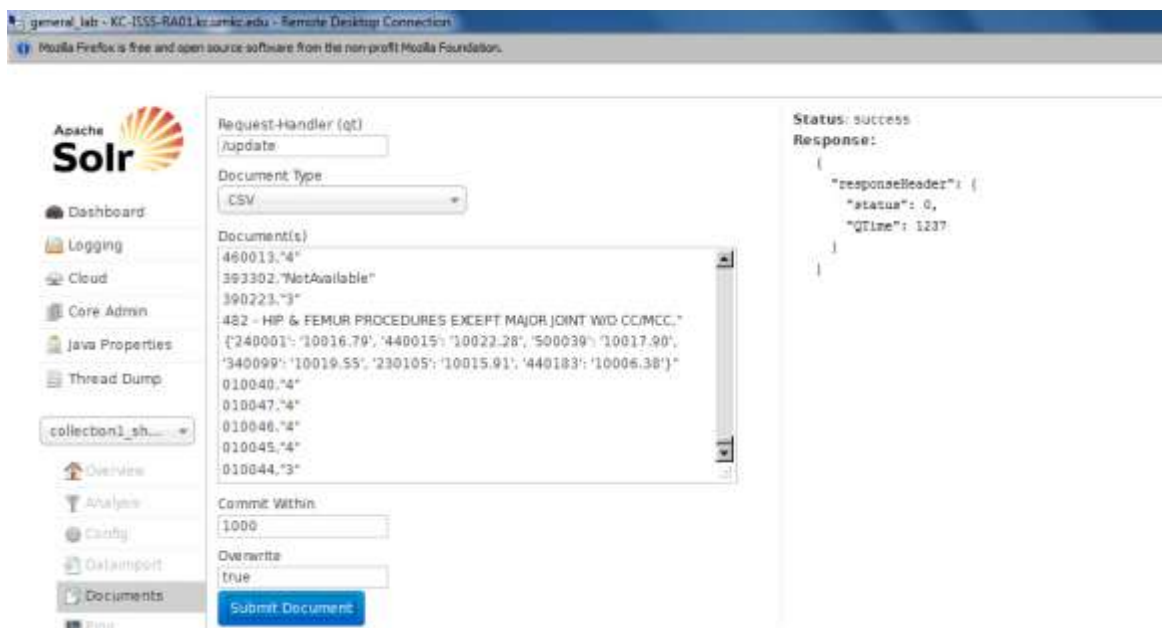 general_lab - KC-ISSS-RA01.kc.umkc.edu - Remote Desktop Connection
Mozilla Firefox is free and open source software from the non-profit Mozilla Foundation.
Apache
Solr
Dashboard
Logging
Cloud
Core Admin
Java Properties
Thread Dump
collection1_sh...
Overview
Analysis
Config
Dataimport
Documents
Ping
Request-Handler (qt)
/update
Document Type
CSV
Document(s)
460013,"4"
393302,"NotAvailable"
390223,"3"
482 - HIP & FEMUR PROCEDURES EXCEPT MAJOR JOINT W/O CC/MCC,"
{'240001': '10016.79', '440015': '10022.28', '500039': '10017.90',
'340099': '10019.55', '230105': '10015.91', '440183': '10006.38'}"
010040,"4"
010047,"4"
010046,"4"
010045,"4"
010044,"3"
Commit Within
1000
Overwrite
true
Submit Document
Status: success
Response:
{
"responseHeader": {
"status": 0,
"QTime": 1237
}
}